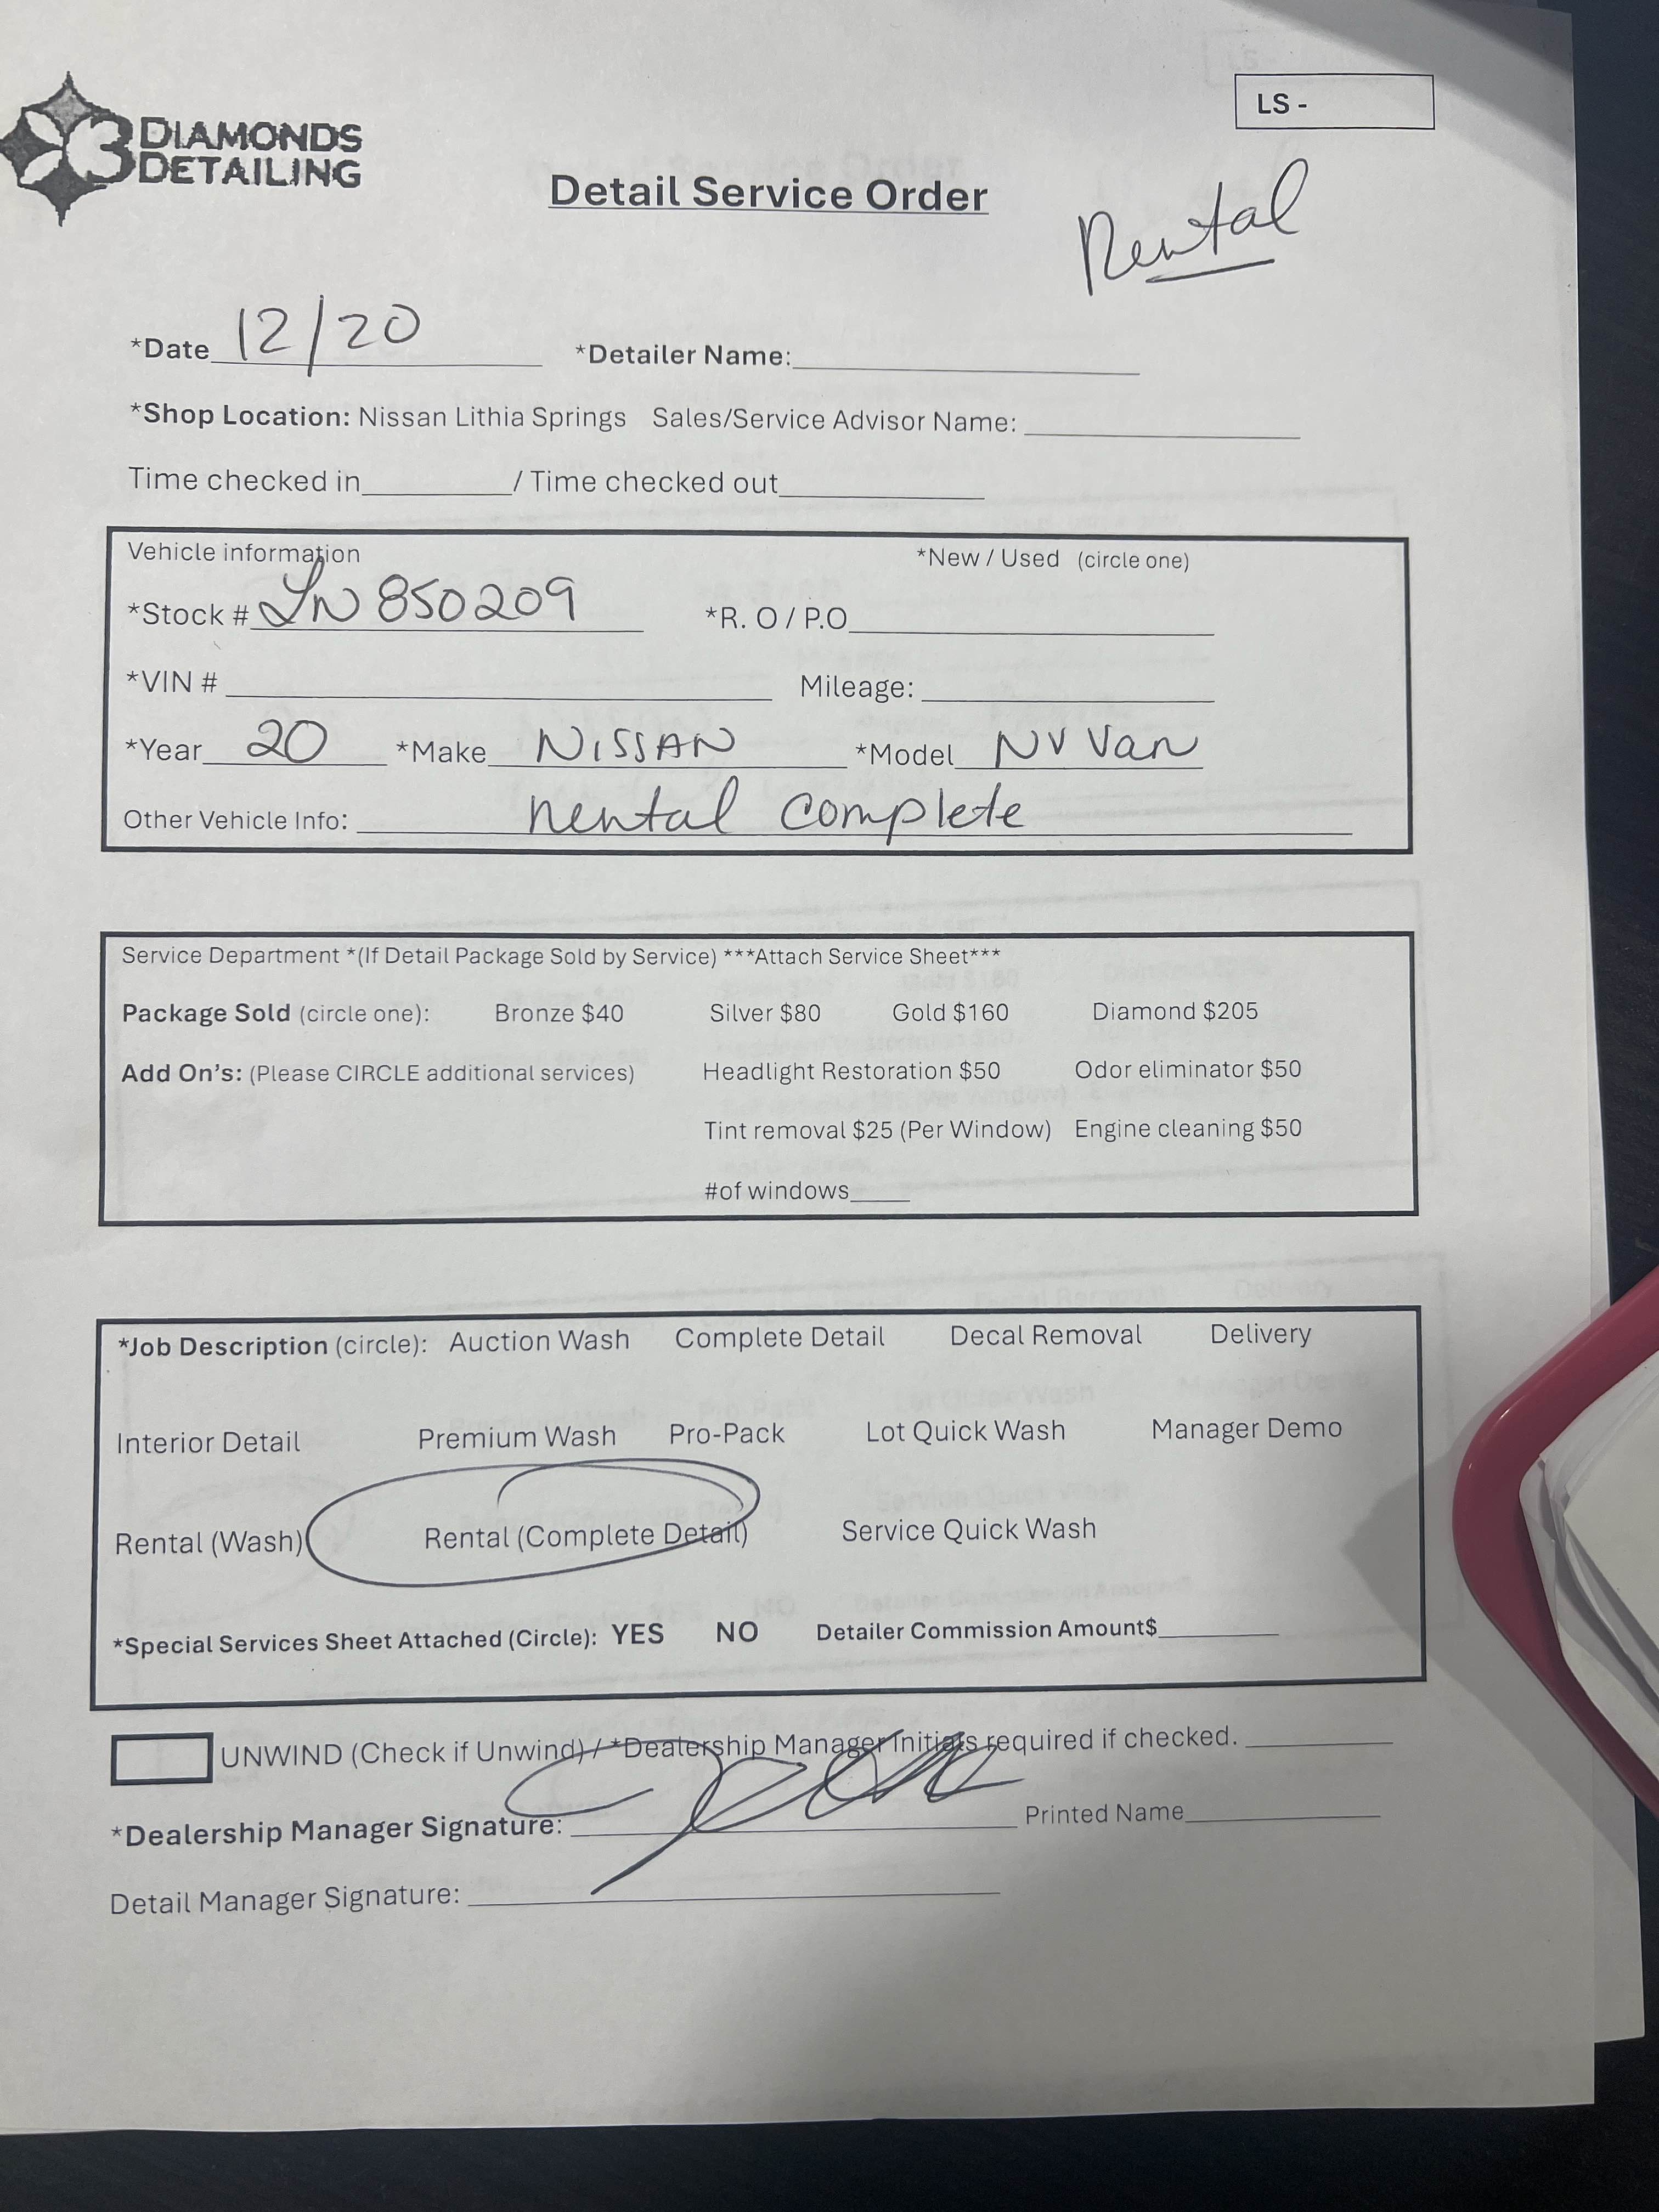 3 DIAMONDS
DETAILING
LS -
Detail Service Order
Rental
*Date 12/20 *Detailer Name:
*Shop Location: Nissan Lithia Springs Sales/Service Advisor Name:
Time checked in / Time checked out
Vehicle information *New / Used (circle one)
*Stock # LN 850209 *R. O / P.O
*VIN # Mileage:
*Year 20 *Make NISSAN *Model NV Van
Other Vehicle Info: rental complete
Service Department *(If Detail Package Sold by Service) ***Attach Service Sheet***
Package Sold (circle one): Bronze $40 Silver $80 Gold $160 Diamond $205
Add On's: (Please CIRCLE additional services) Headlight Restoration $50 Odor eliminator $50
Tint removal $25 (Per Window) Engine cleaning $50
#of windows
*Job Description (circle): Auction Wash Complete Detail Decal Removal Delivery
Interior Detail Premium Wash Pro-Pack Lot Quick Wash Manager Demo
Rental (Wash) Rental (Complete Detail) Service Quick Wash
*Special Services Sheet Attached (Circle): YES NO Detailer Commission Amount$
UNWIND (Check if Unwind) / *Dealership Manager Initials required if checked.
*Dealership Manager Signature: Printed Name
Detail Manager Signature: